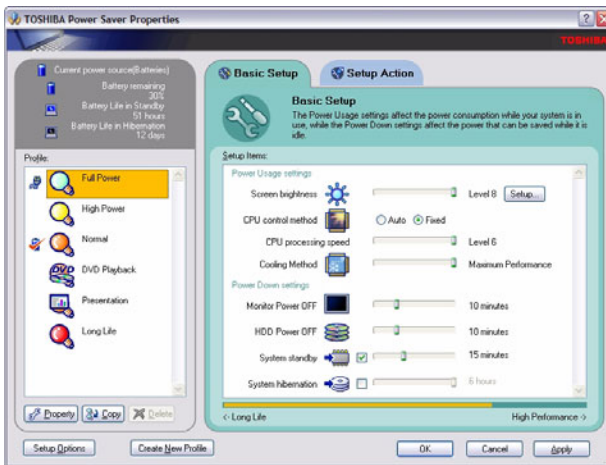 TOSHIBA Power Saver Properties
TOSHIBA
Current power source(Batteries)
Battery remaining
30%
Battery Life in Standby
51 hours
Battery Life in Hibernation
12 days
Profile:
Full Power
High Power
Normal
DVD Playback
Presentation
Long Life
Property
Copy
Delete
Setup Options
Create New Profile
Basic Setup
Setup Action
Basic Setup
The Power Usage settings affect the power consumption while your system is in
use, while the Power Down settings affect the power that can be saved while it is
idle.
Setup Items:
Power Usage settings
Screen brightness
Level 8
Setup...
CPU control method
Auto
Fixed
CPU processing speed
Level 6
Cooling Method
Maximum Performance
Power Down settings
Monitor Power OFF
10 minutes
HDD Power OFF
10 minutes
System standby
15 minutes
System hibernation
6 hours
<- Long Life
High Performance ->
OK
Cancel
Apply